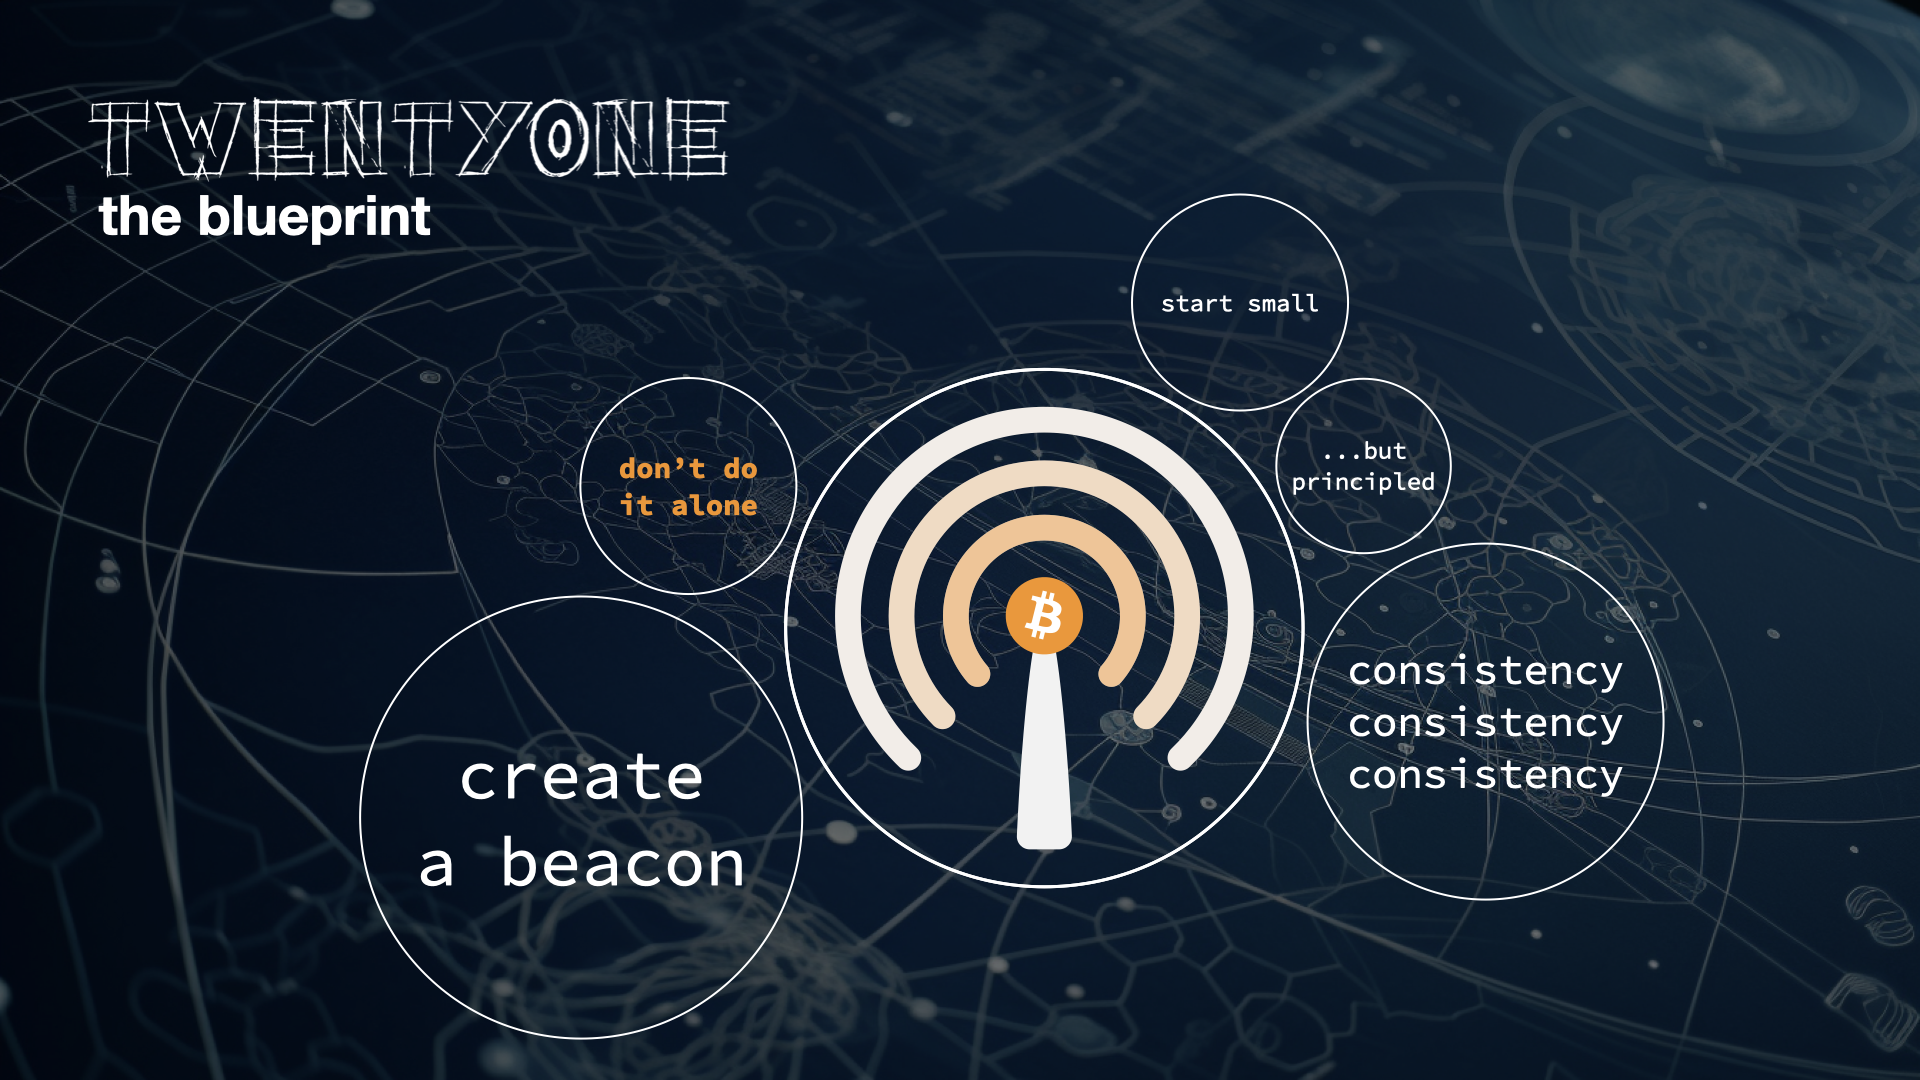 TWENTYONE
the blueprint
start small
...but
principled
don’t do
it alone
consistency
consistency
consistency
create
a beacon